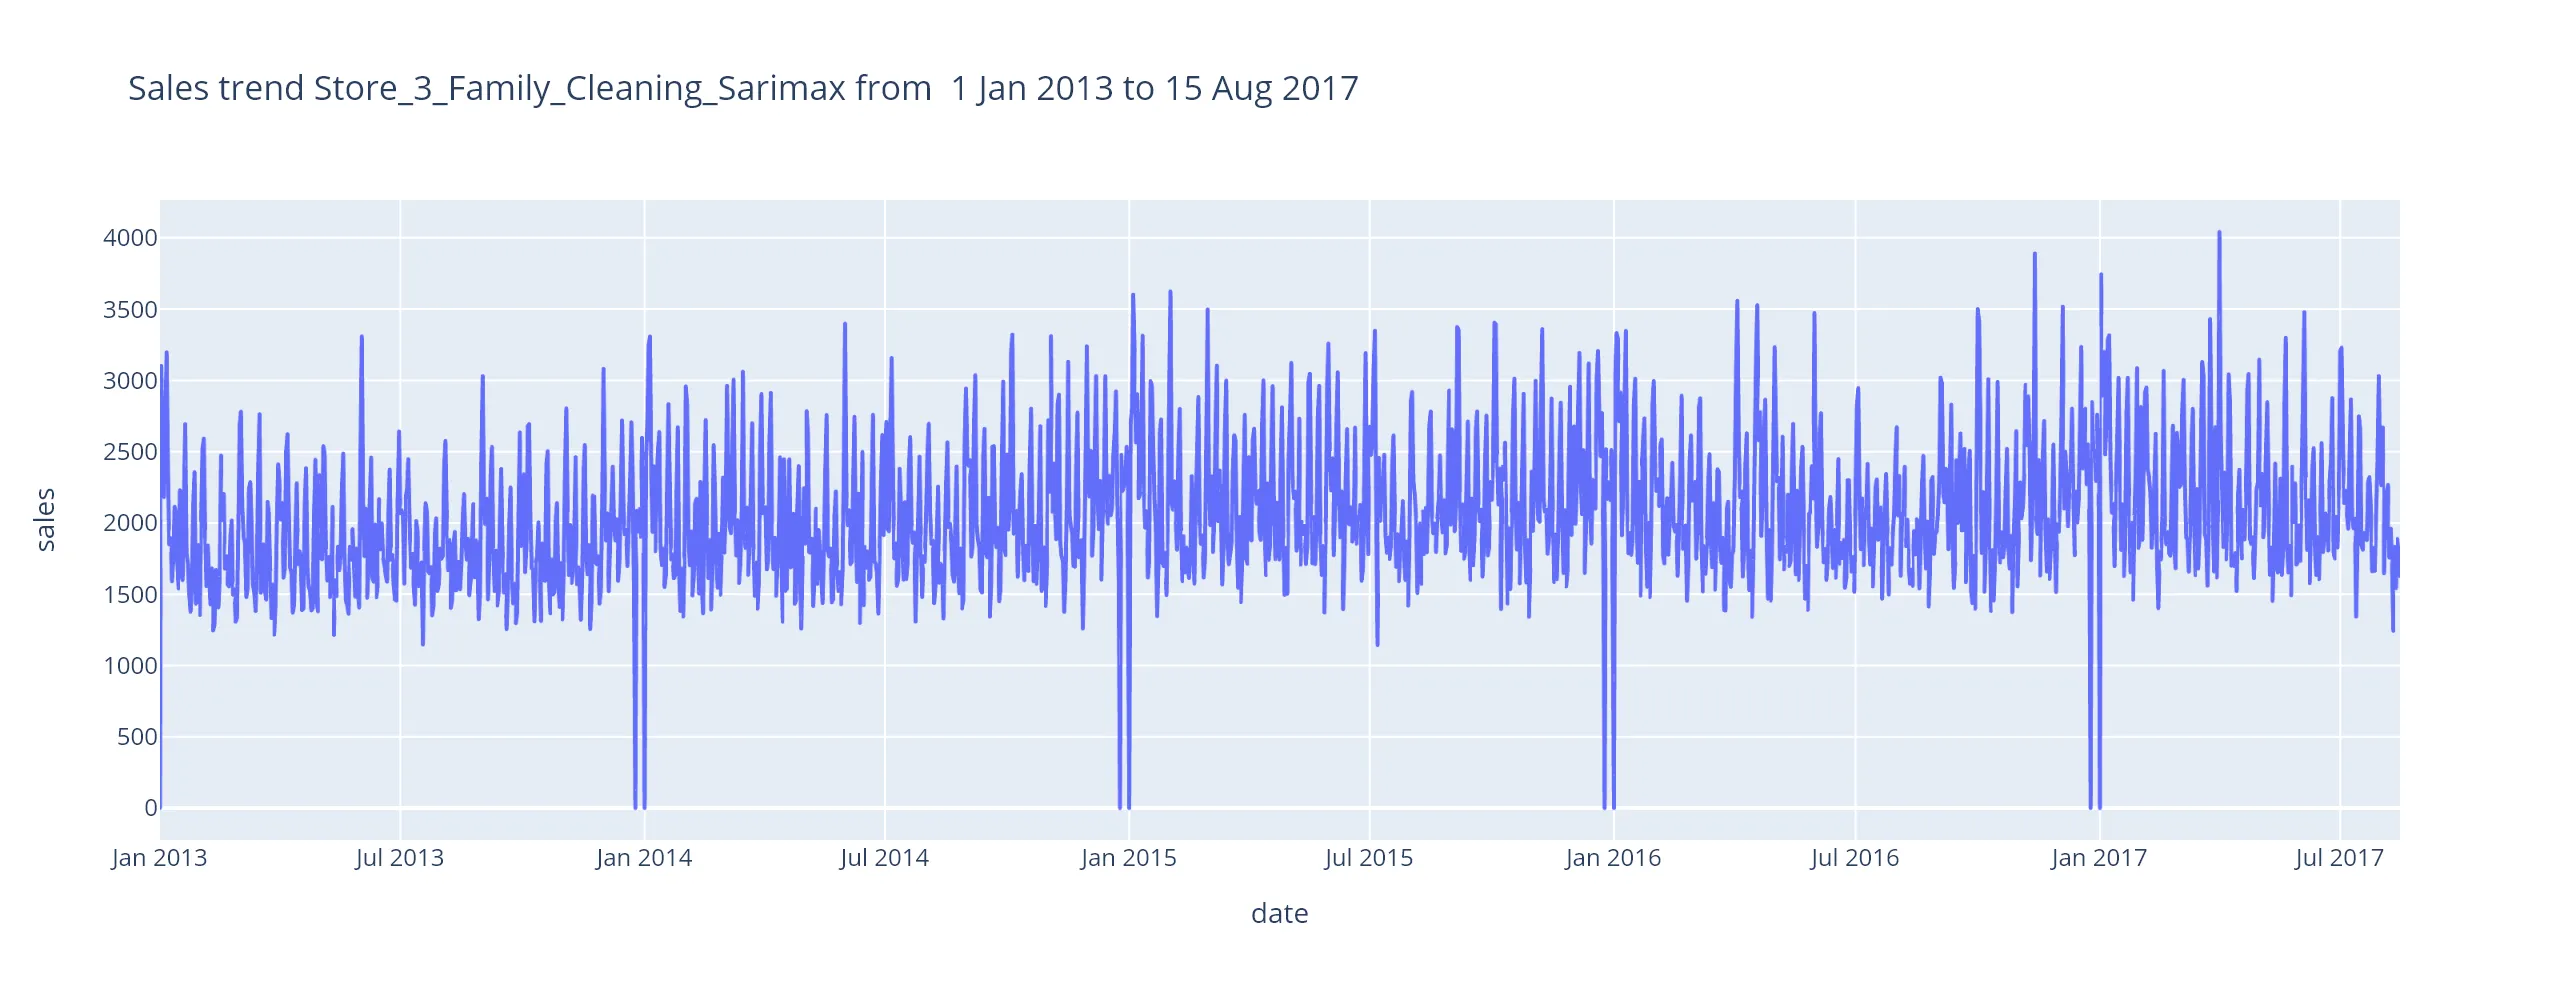 Sales trend Store_3_Family_Cleaning_Sarimax from  1 Jan 2013 to 15 Aug 2017
4000
3500
3000
2500
2000
1500
1000
500
0
sales
Jan 2013 Jul 2013 Jan 2014 Jul 2014 Jan 2015 Jul 2015 Jan 2016 Jul 2016 Jan 2017 Jul 2017
date